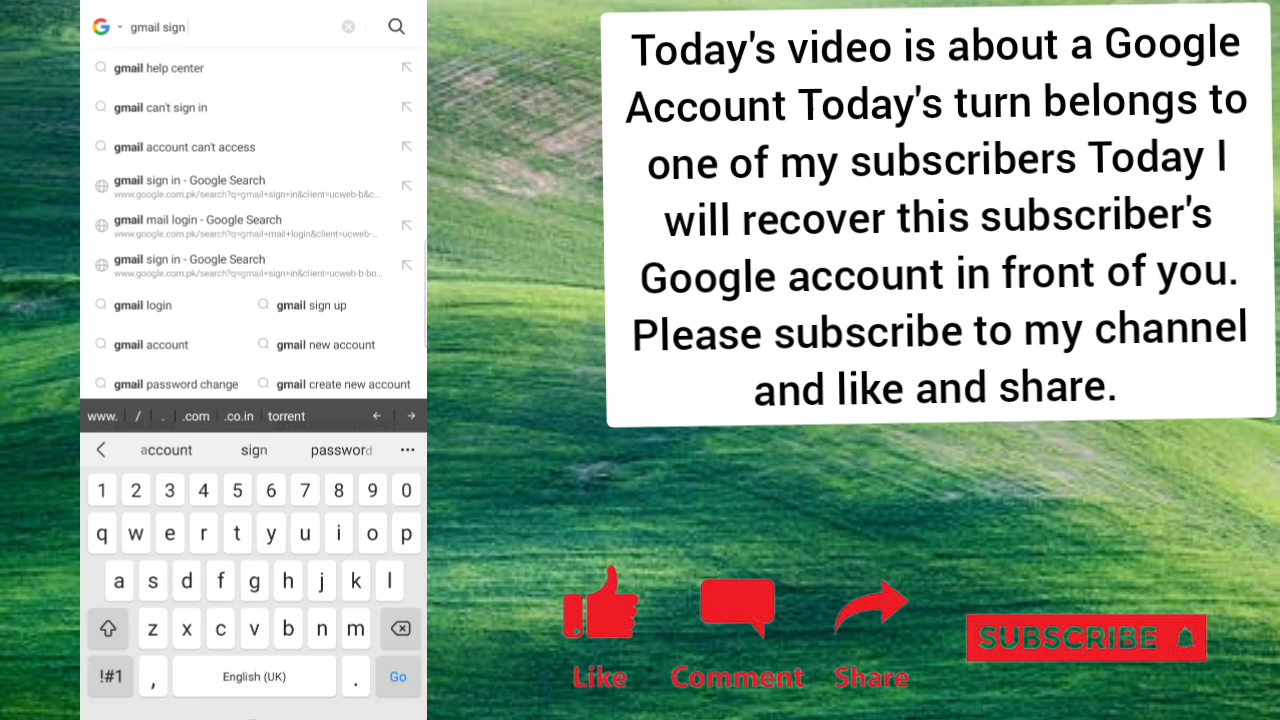 gmail sign
gmail help center
gmail can't sign in
gmail account can't access
gmail sign in - Google Search
www.google.com.pk/search?q=gmail+sign+in&client=ucweb-b&c...
gmail mail login - Google Search
www.google.com.pk/search?q=gmail+mail+login&client=ucweb-...
gmail sign in - Google Search
www.google.com.pk/search?q=gmail+sign+in&client=ucweb-b-bo...
gmail login gmail sign up
gmail account gmail new account
gmail password change gmail create new account
www. / . .com .co.in torrent
account sign password
1 2 3 4 5 6 7 8 9 0
q w e r t y u i o p
a s d f g h j k l
z x c v b n m
!#1 , English (UK) . Go
Today's video is about a Google
Account Today's turn belongs to
one of my subscribers Today I
will recover this subscriber's
Google account in front of you.
Please subscribe to my channel
and like and share.
Like Comment Share
SUBSCRIBE